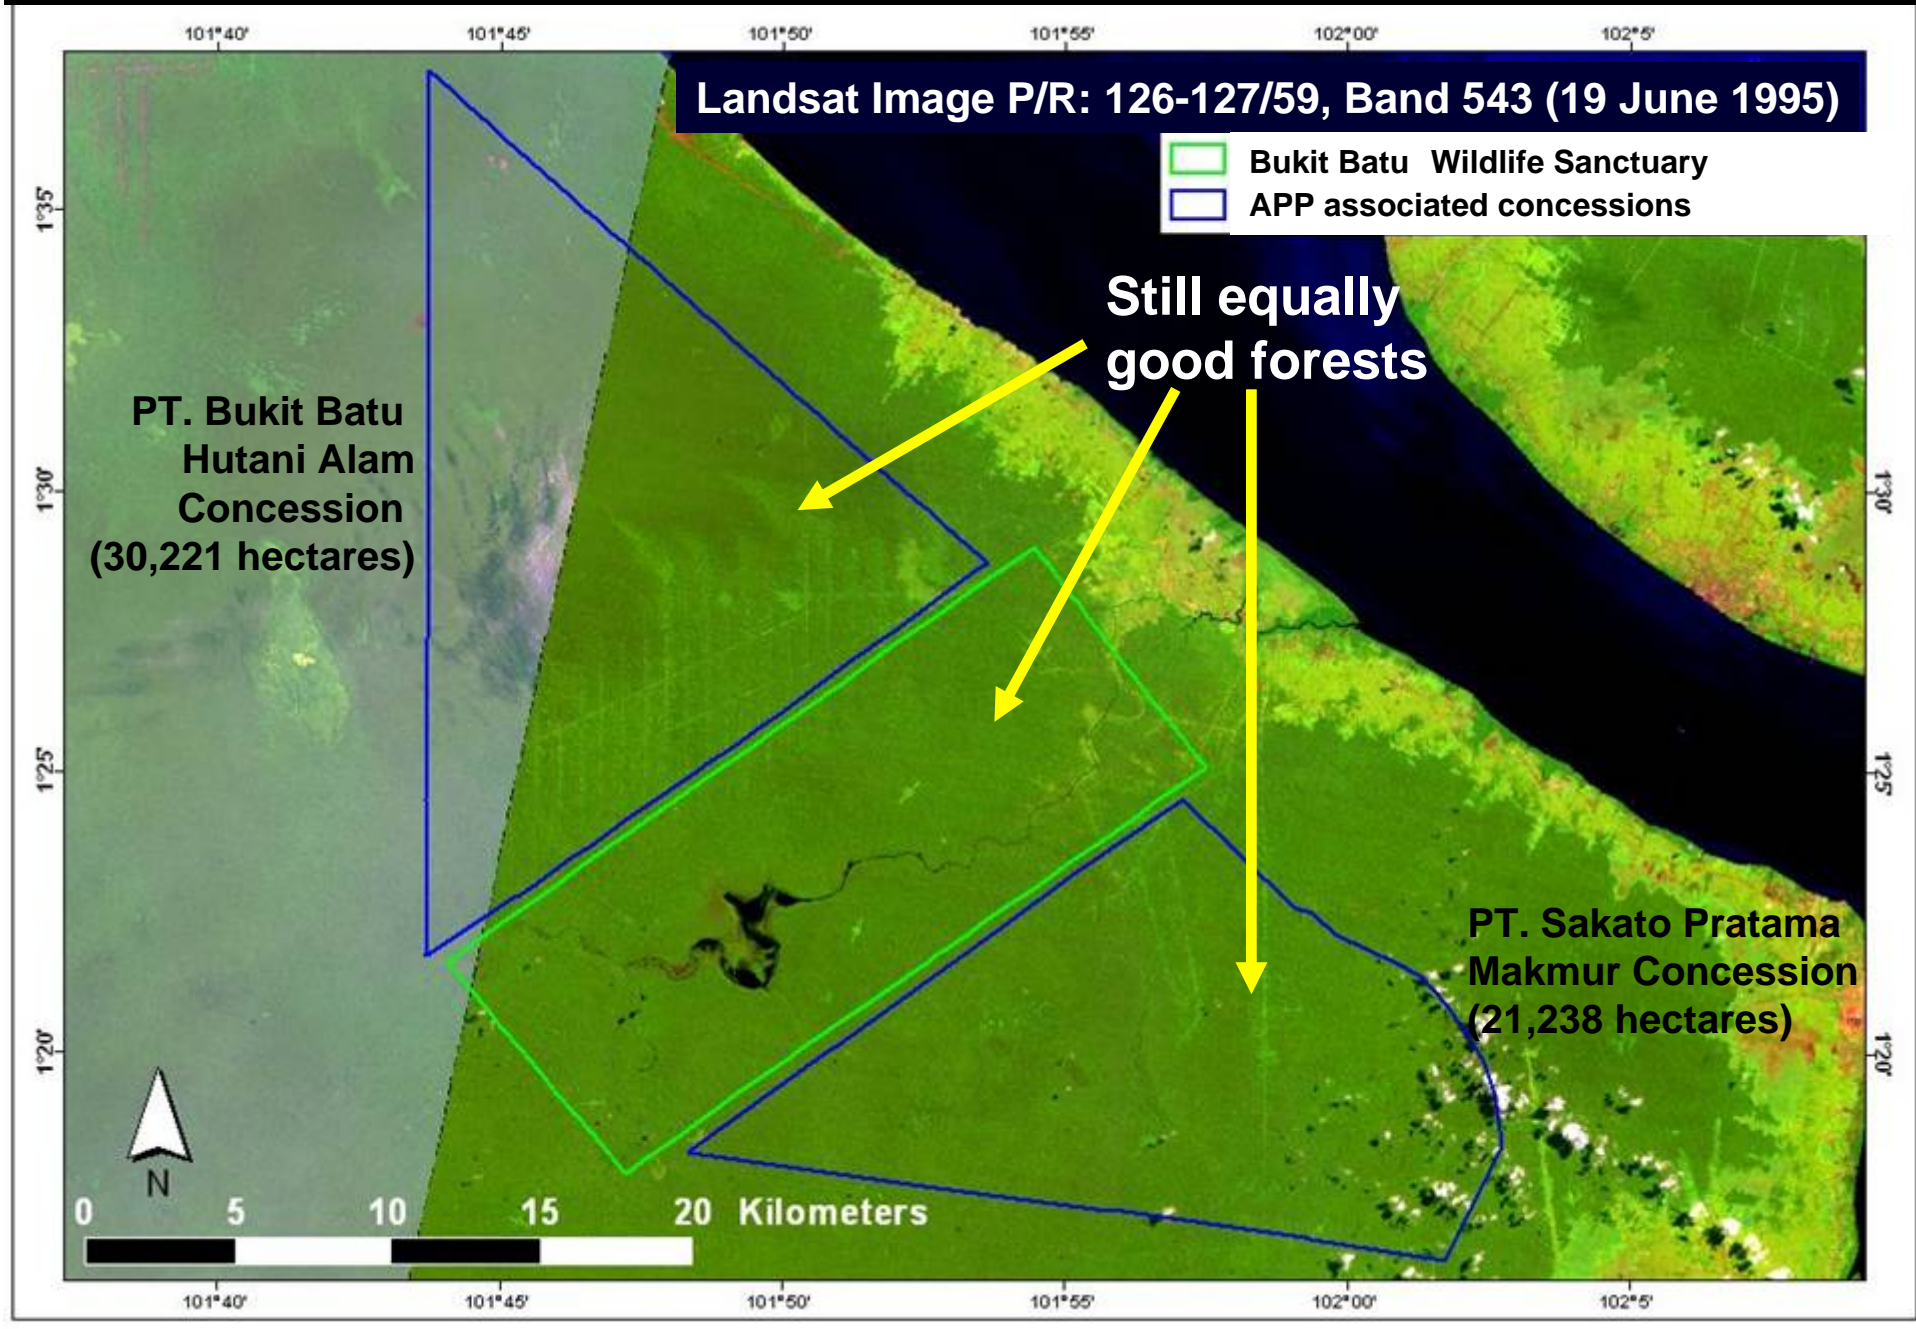 101°40'
101°45'
101°50'
101°55'
102°00'
102°5'
Landsat Image P/R: 126-127/59, Band 543 (19 June 1995)
Bukit Batu Wildlife Sanctuary
APP associated concessions
1°35'
Still equally
good forests
PT. Bukit Batu
Hutani Alam
Concession
(30,221 hectares)
1°30'
1°30'
1°25'
1°25'
PT. Sakato Pratama
Makmur Concession
(21,238 hectares)
1°20'
1°20'
N
0 5 10 15 20 Kilometers
101°40'
101°45'
101°50'
101°55'
102°00'
102°5'